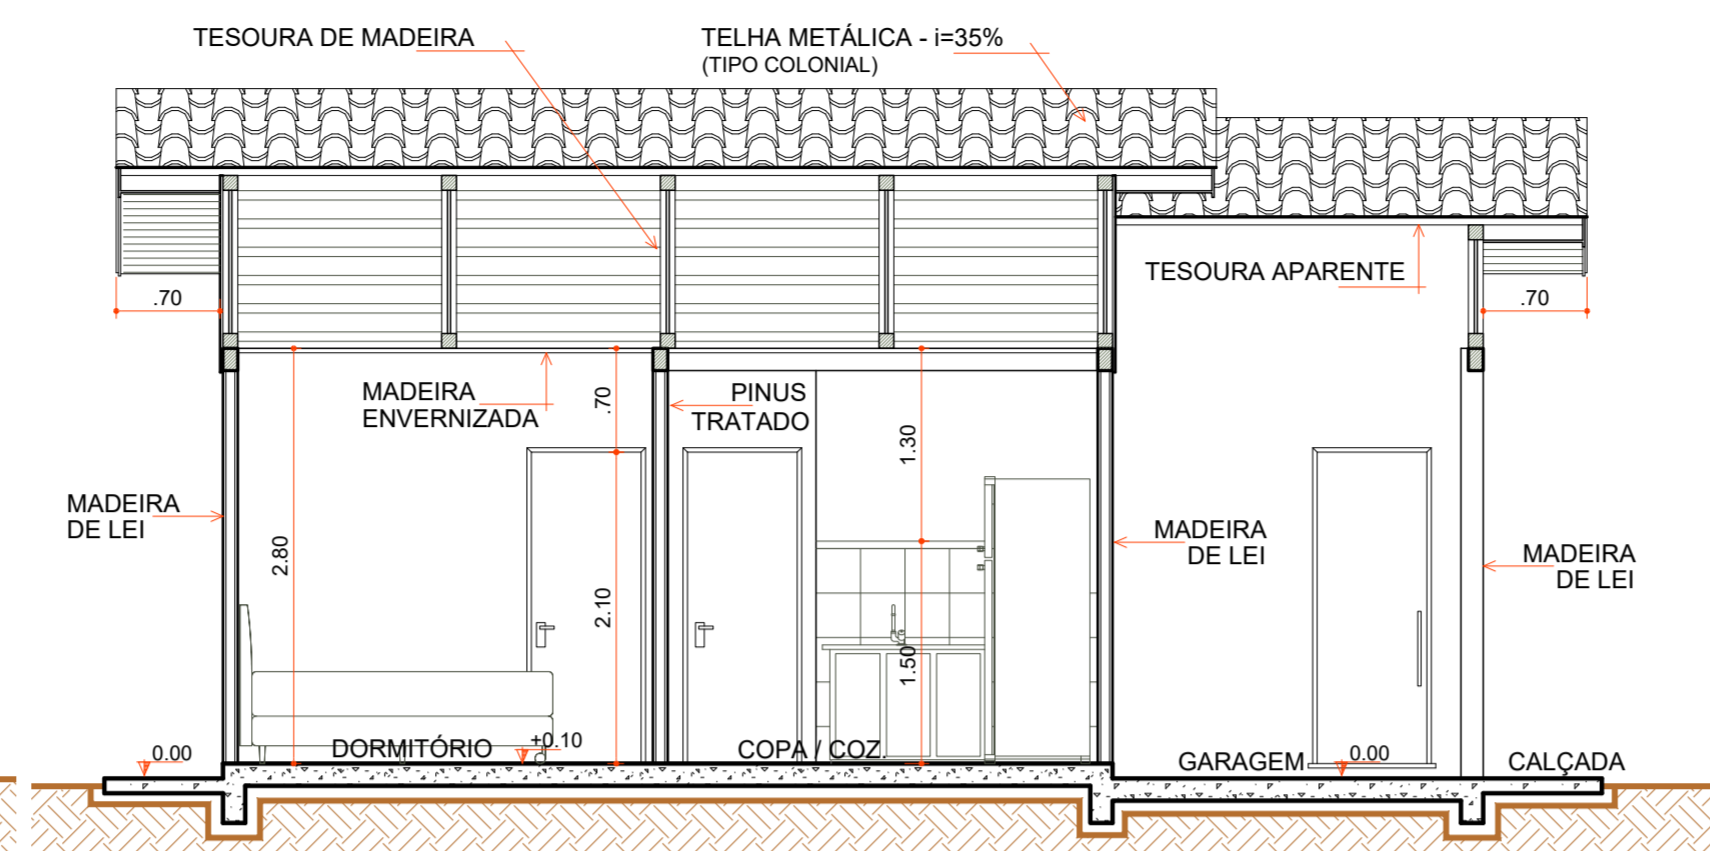 TESOURA DE MADEIRA
TELHA METÁLICA - i=35%
(TIPO COLONIAL)
TESOURA APARENTE
.70
.70
MADEIRA
ENVERNIZADA
.70
PINUS
TRATADO
1.30
MADEIRA
DE LEI
2.80
2.10
1.50
MADEIRA
DE LEI
MADEIRA
DE LEI
0.00
DORMITÓRIO
+0.10
COPA / COZ.
GARAGEM
0.00
CALÇADA